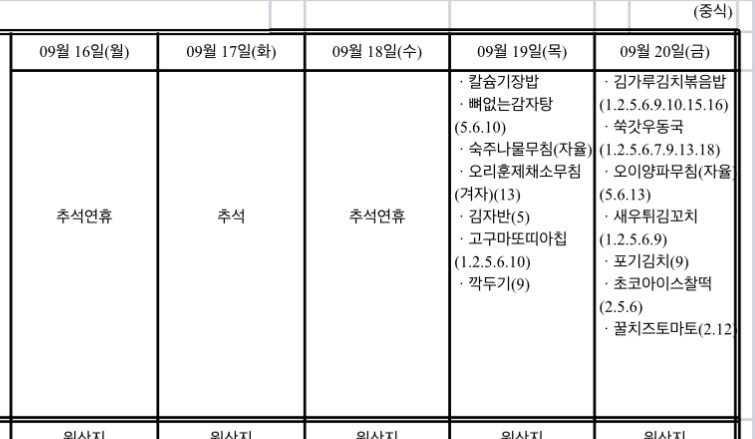 (중식)
09월 16일(월) 09월 17일(화) 09월 18일(수) 09월 19일(목) 09월 20일(금)
추석연휴
추석
추석연휴
· 칼슘기장밥
· 뼈없는감자탕
(5.6.10)
· 숙주나물무침(자율)
· 오리훈제채소무침
(겨자)(13)
· 김자반(5)
· 고구마또띠아칩
(1.2.5.6.10)
· 깍두기(9)
· 김가루김치볶음밥
(1.2.5.6.9.10.15.16)
· 쑥갓우동국
(1.2.5.6.7.9.13.18)
· 오이양파무침(자율)
(5.6.13)
· 새우튀김꼬치
(1.2.5.6.9)
· 포기김치(9)
· 초코아이스찰떡
(2.5.6)
· 꿀치즈토마토(2.12)
원산지 원산지 원산지 원산지 원산지